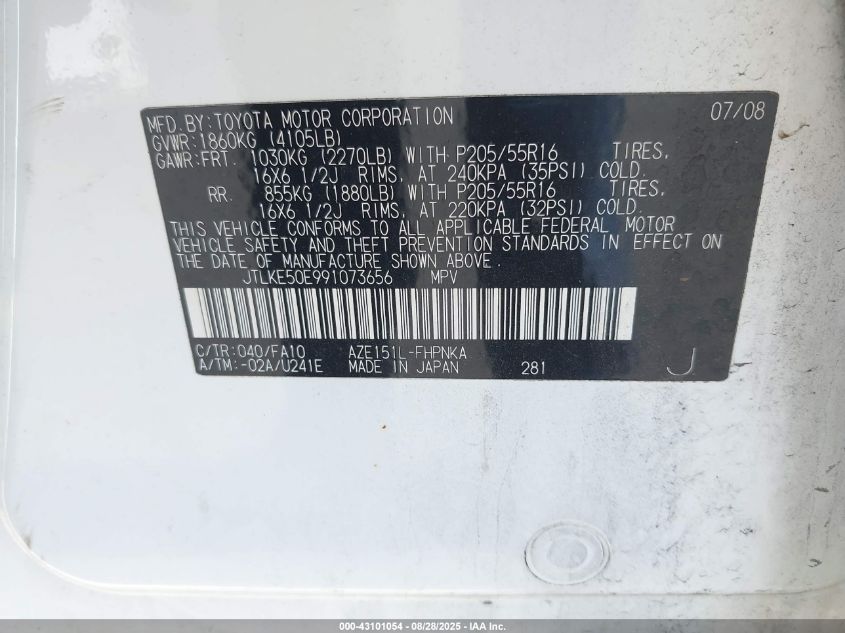 MFD.BY:TOYOTA MOTOR CORPORATION 07/08
GVWR:1860KG (4105LB)
GAWR:FRT. 1030KG (2270LB) WITH P205/55R16 TIRES,
16X6 1/2J RIMS, AT 240KPA (35PSI) COLD.
RR. 855KG (1880LB) WITH P205/55R16 TIRES,
16X6 1/2J RIMS, AT 220KPA (32PSI) COLD.
THIS VEHICLE CONFORMS TO ALL APPLICABLE FEDERAL MOTOR
VEHICLE SAFETY AND THEFT PREVENTION STANDARDS IN EFFECT ON
THE DATE OF MANUFACTURE SHOWN ABOVE.
JTLKE50E991073656 MPV
C/TR:040/FA10 AZE151L-FHPNKA
A/TM:-02A/U241E MADE IN JAPAN 281 J
000-43101054 - 08/28/2025 - IAA Inc.